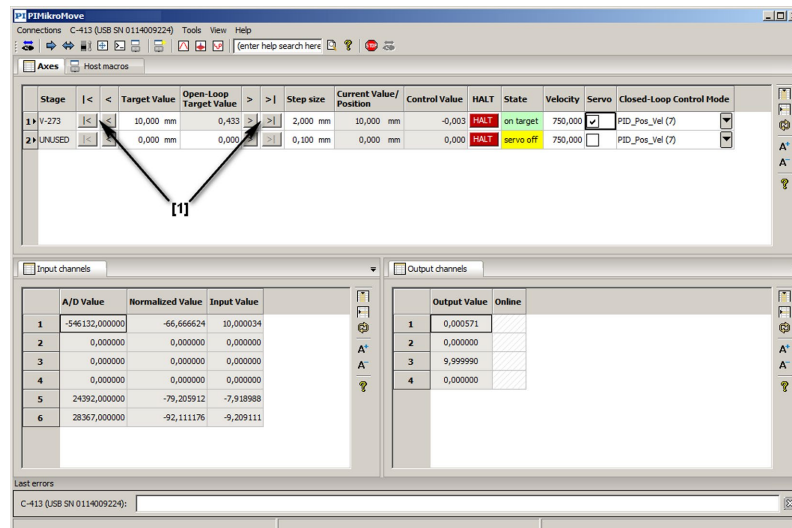 PI PIMikroMove
Connections C-413 (USB SN 0114009224) Tools View Help
(enter help search here
Axes Host macros
Stage |< < Target Value Open-Loop Target Value > >| Step size Current Value/ Position Control Value HALT State Velocity Servo Closed-Loop Control Mode
1 V-273 |< < 10,000 mm 0,433 > >| 2,000 mm 10,000 mm -0,003 HALT on target 750,000 PID_Pos_Vel (7)
2 UNUSED |< < 0,000 mm 0,000 > >| 0,100 mm 0,000 mm 0,000 HALT servo off 750,000 PID_Pos_Vel (7)
[1]
A+
A-
Input channels
A/D Value Normalized Value Input Value
1 -546132,000000 -66,666624 10,000034
2 0,000000 0,000000 0,000000
3 0,000000 0,000000 0,000000
4 0,000000 0,000000 0,000000
5 24392,000000 -79,205912 -7,918988
6 28367,000000 -92,111176 -9,209111
A+
A-
Output channels
Output Value Online
1 0,000571
2 0,000000
3 9,999990
4 0,000000
A+
A-
Last errors
C-413 (USB SN 0114009224):